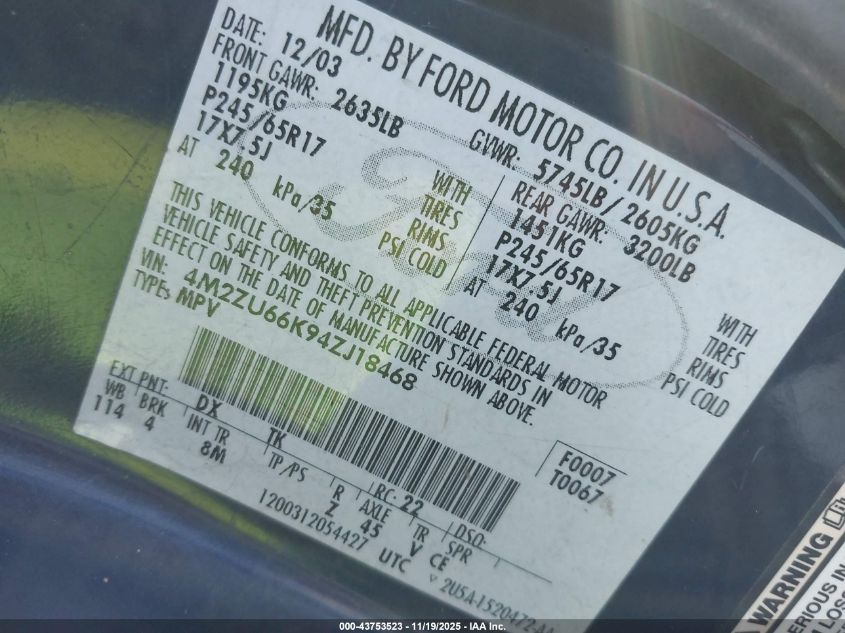 MFD. BY FORD MOTOR CO. IN U.S.A.
DATE: 12/03 GVWR: 5745LB/2605KG
FRONT GAWR: 2635LB REAR GAWR: 3200LB
1195KG WITH 1451KG WITH
P245/65R17 TIRES P245/65R17 TIRES
17X7.5J RIMS 17X7.5J RIMS
AT 240 kPa/35 PSI COLD AT 240 kPa/35 PSI COLD
THIS VEHICLE CONFORMS TO ALL APPLICABLE FEDERAL MOTOR
VEHICLE SAFETY AND THEFT PREVENTION STANDARDS IN
EFFECT ON THE DATE OF MANUFACTURE SHOWN ABOVE.
VIN: 4M2ZU66K94ZJ18468
TYPE: MPV
F0007
T0067
EXT PNT: DX TK RC: 22 DSO:
WB BRK INT TR TP/PS R AXLE TR SPR
114 4 8M Z 45 V CE
1200312054427 UTC
Ford
WARNING
000-43753523 - 11/19/2025 - IAA Inc.